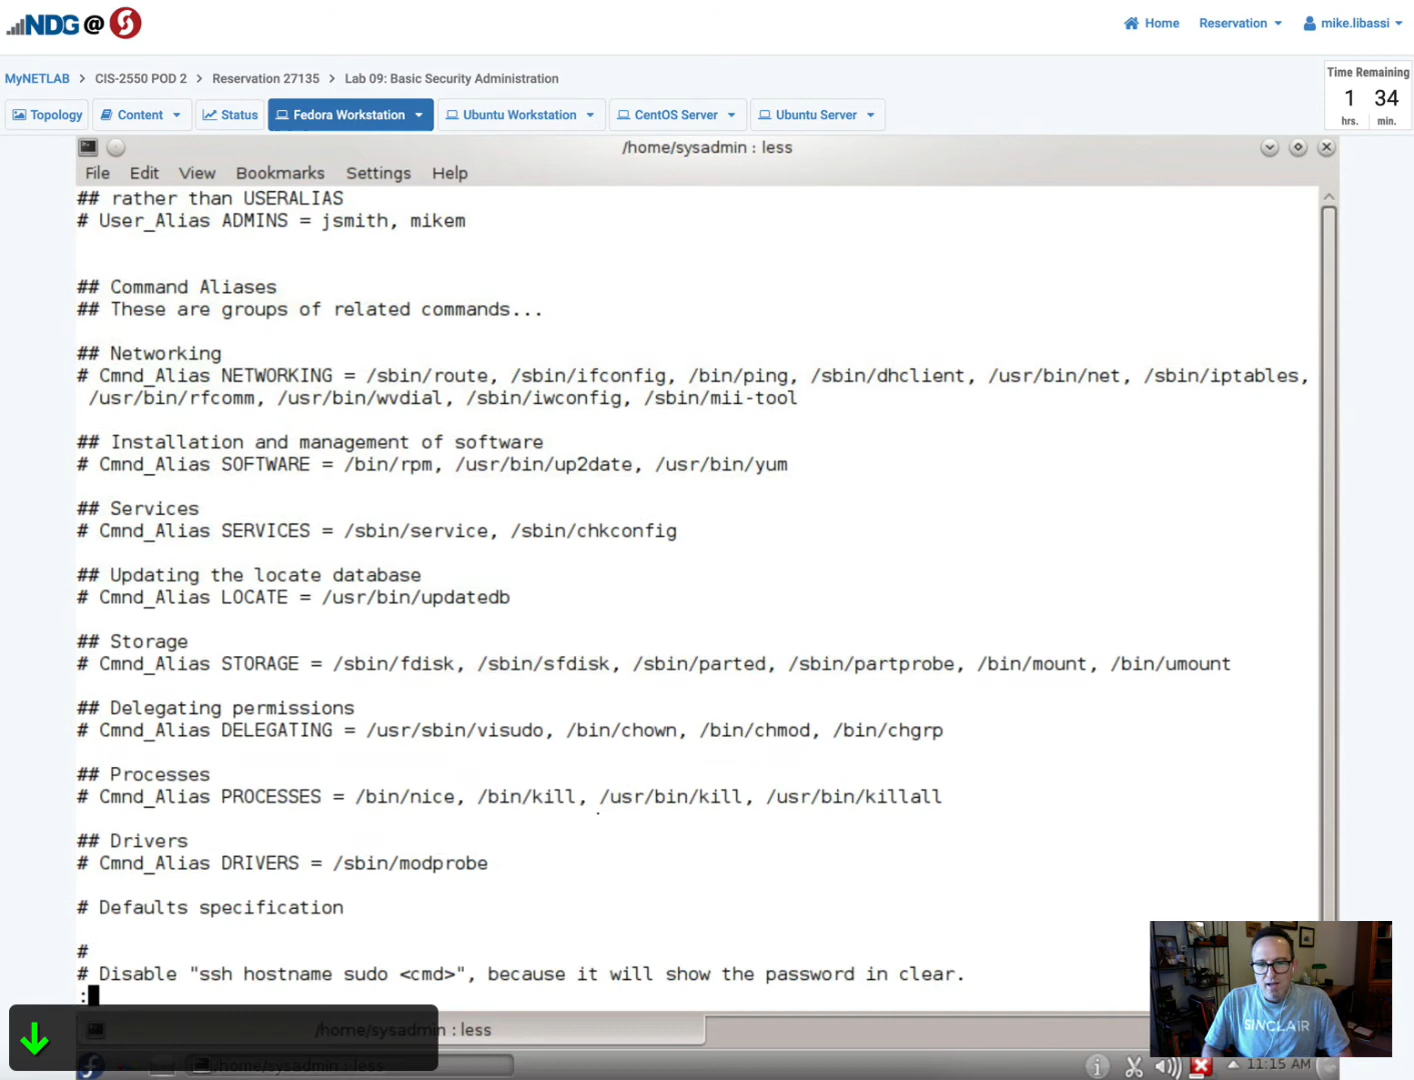 NDG @ S
Home Reservation mike.libassi
MyNETLAB > CIS-2550 POD 2 > Reservation 27135 > Lab 09: Basic Security Administration
Time Remaining
1 34
hrs. min.
Topology Content Status Fedora Workstation Ubuntu Workstation CentOS Server Ubuntu Server
/home/sysadmin : less
File Edit View Bookmarks Settings Help
## rather than USERALIAS
# User_Alias ADMINS = jsmith, mikem
## Command Aliases
## These are groups of related commands...
## Networking
# Cmnd_Alias NETWORKING = /sbin/route, /sbin/ifconfig, /bin/ping, /sbin/dhclient, /usr/bin/net, /sbin/iptables,
/usr/bin/rfcomm, /usr/bin/wvdial, /sbin/iwconfig, /sbin/mii-tool
## Installation and management of software
# Cmnd_Alias SOFTWARE = /bin/rpm, /usr/bin/up2date, /usr/bin/yum
## Services
# Cmnd_Alias SERVICES = /sbin/service, /sbin/chkconfig
## Updating the locate database
# Cmnd_Alias LOCATE = /usr/bin/updatedb
## Storage
# Cmnd_Alias STORAGE = /sbin/fdisk, /sbin/sfdisk, /sbin/parted, /sbin/partprobe, /bin/mount, /bin/umount
## Delegating permissions
# Cmnd_Alias DELEGATING = /usr/sbin/visudo, /bin/chown, /bin/chmod, /bin/chgrp
## Processes
# Cmnd_Alias PROCESSES = /bin/nice, /bin/kill, /usr/bin/kill, /usr/bin/killall
## Drivers
# Cmnd_Alias DRIVERS = /sbin/modprobe
# Defaults specification
#
# Disable "ssh hostname sudo <cmd>", because it will show the password in clear.
:
/home/sysadmin : less
/home/sysadmin : less
11:15 AM
SINCLAIR